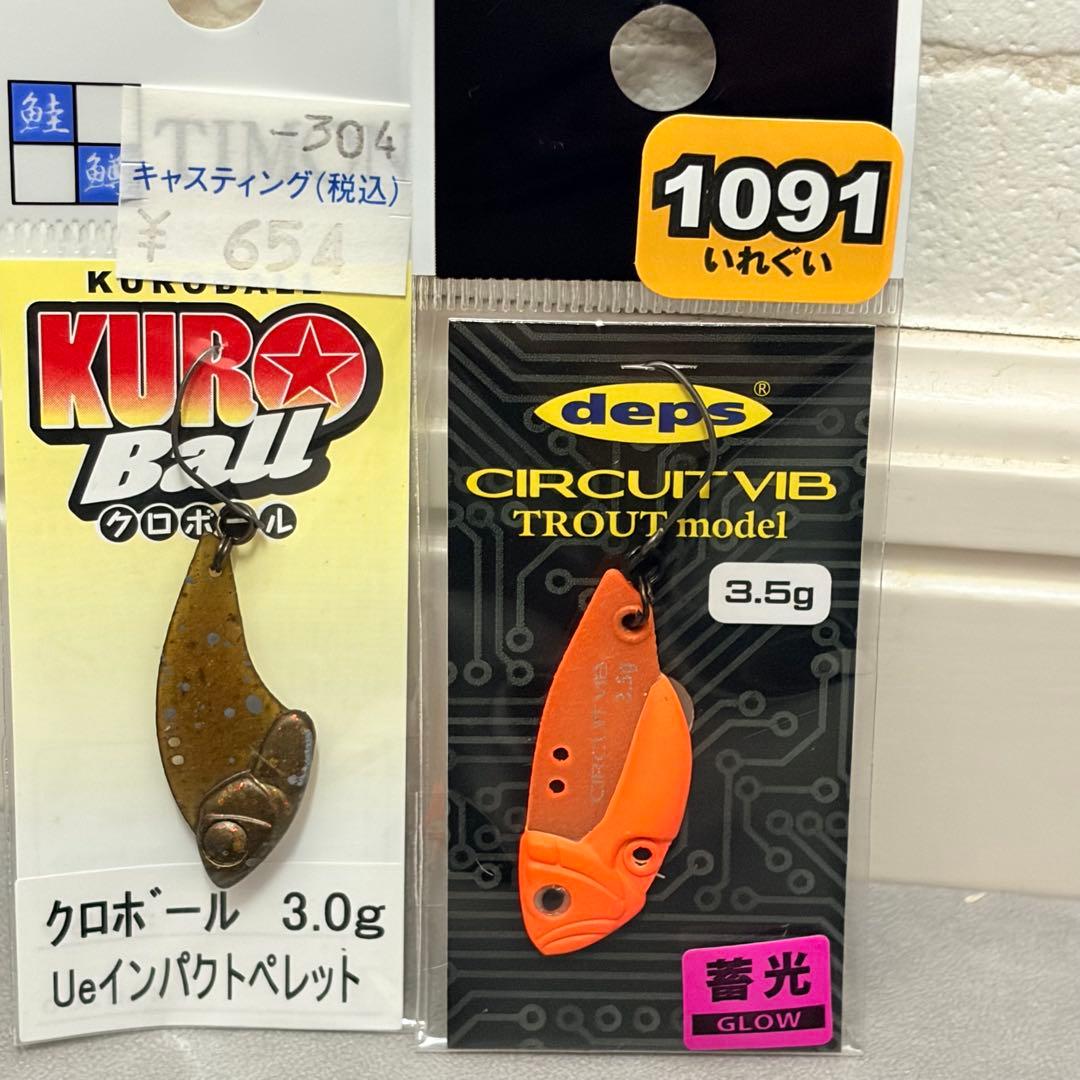 鮭
鱒
TIMON
-304
キャスティング(税込)
¥ 654
KUROBALL
KURO
Ball
クロボール
クロボール 3.0g
Ueインパクトペレット
1091
いれぐい
deps®
CIRCUIT VIB
TROUT model
3.5g
CIRCUIT VIB
3.5g
蓄光
GLOW